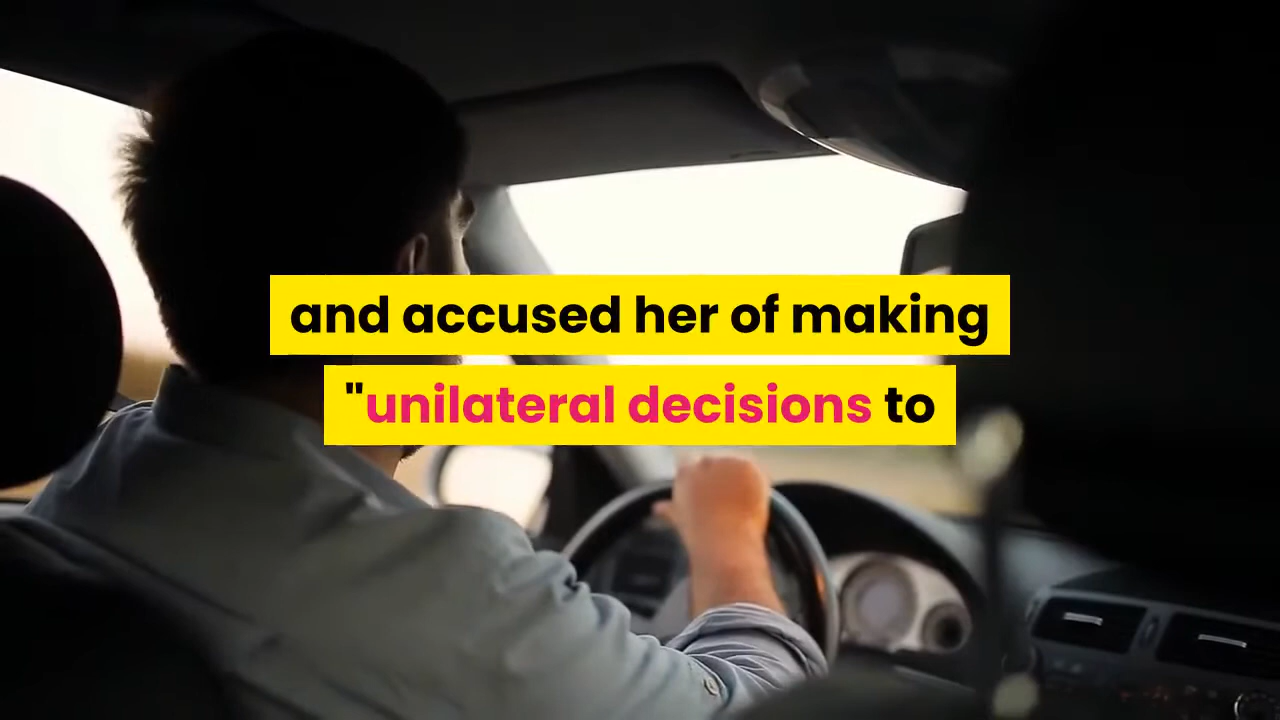 and accused her of making
"unilateral decisions to